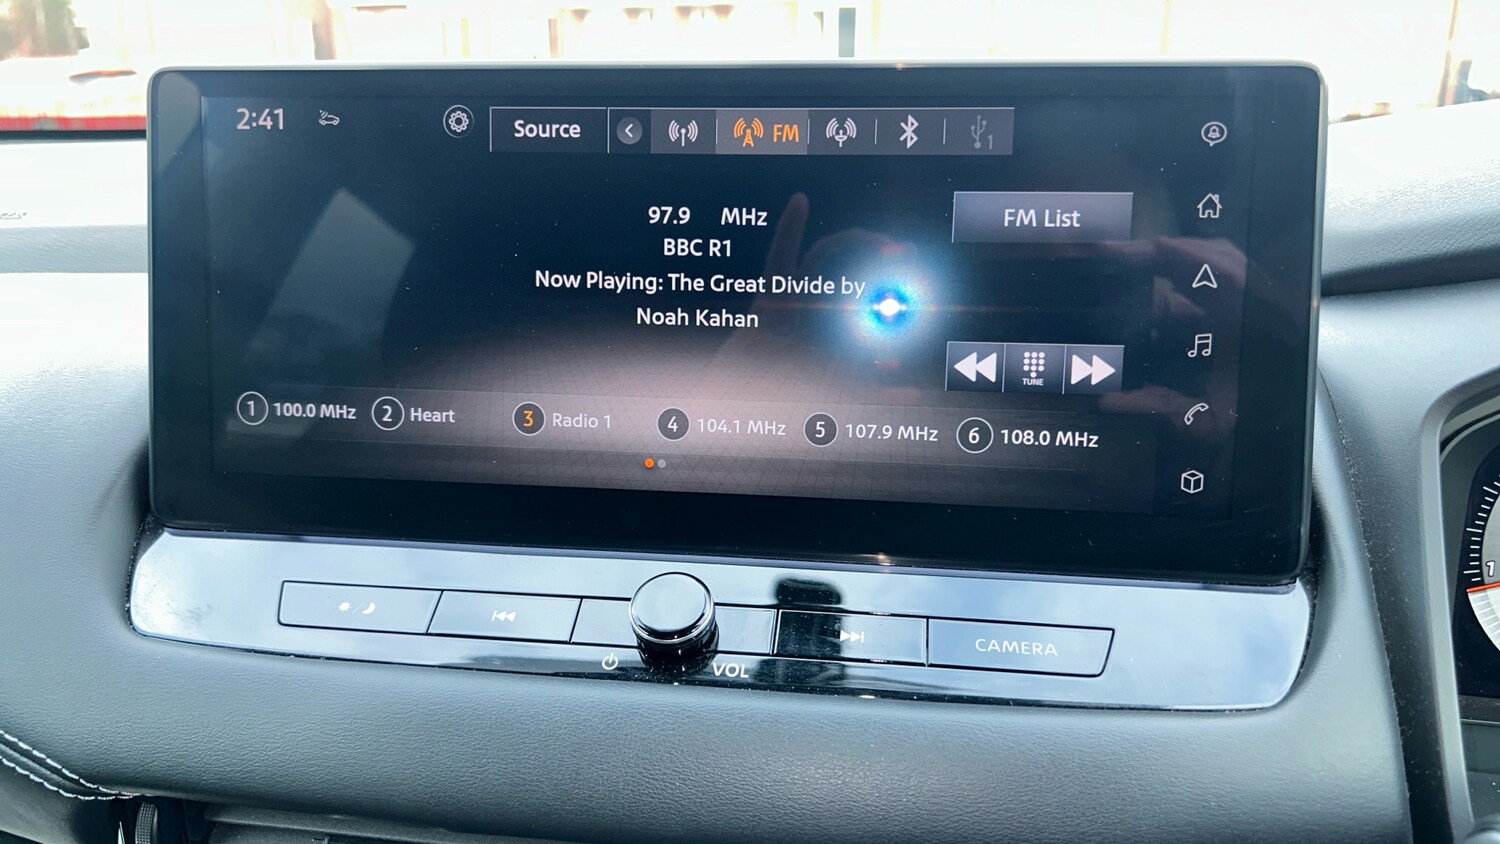 2:41
Source
FM
1
97.9 MHz
FM List
BBC R1
Now Playing: The Great Divide by
Noah Kahan
TUNE
1 100.0 MHz 2 Heart 3 Radio 1 4 104.1 MHz 5 107.9 MHz 6 108.0 MHz
VOL
CAMERA
1